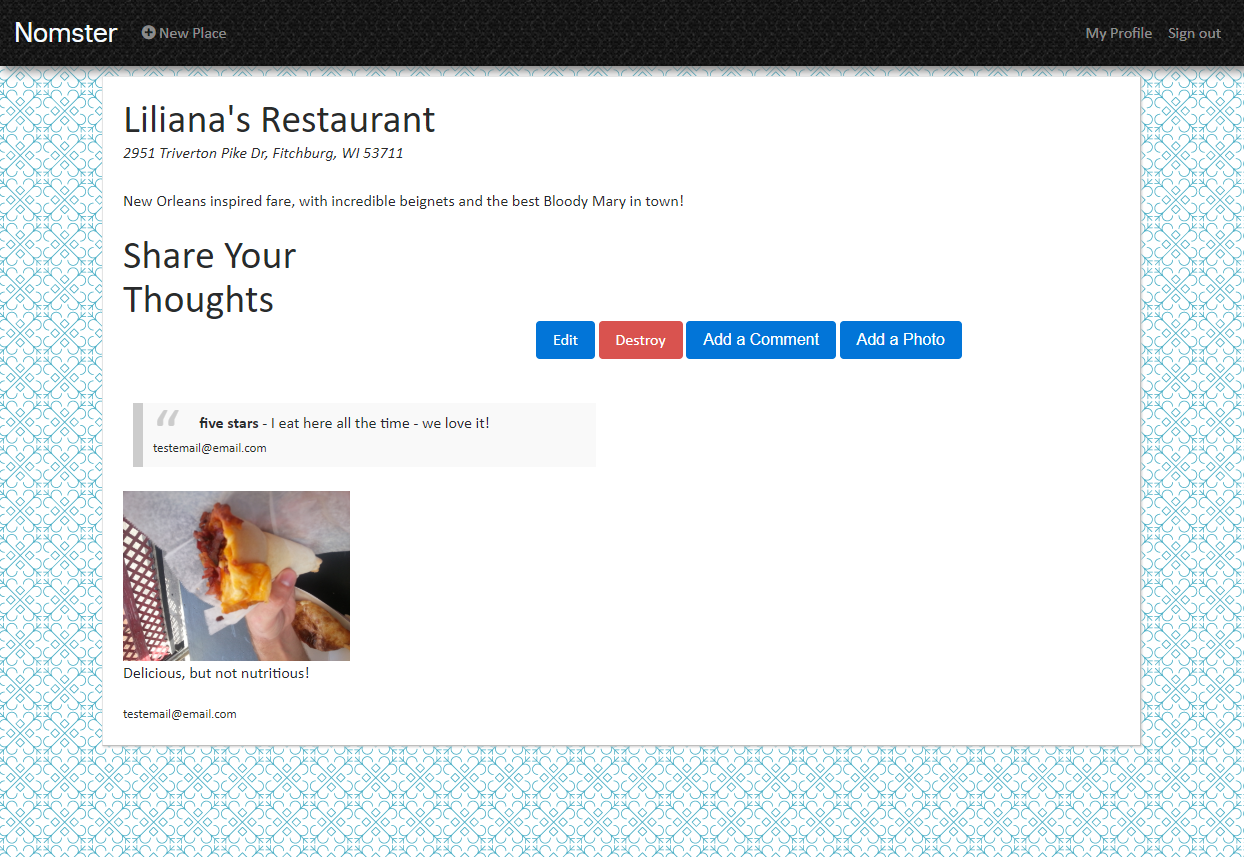 Nomster New Place My Profile Sign out
Liliana's Restaurant
2951 Triverton Pike Dr, Fitchburg, WI 53711
New Orleans inspired fare, with incredible beignets and the best Bloody Mary in town!
Share Your
Thoughts
Edit Destroy Add a Comment Add a Photo
“ five stars - I eat here all the time - we love it!
testemail@email.com
Delicious, but not nutritious!
testemail@email.com